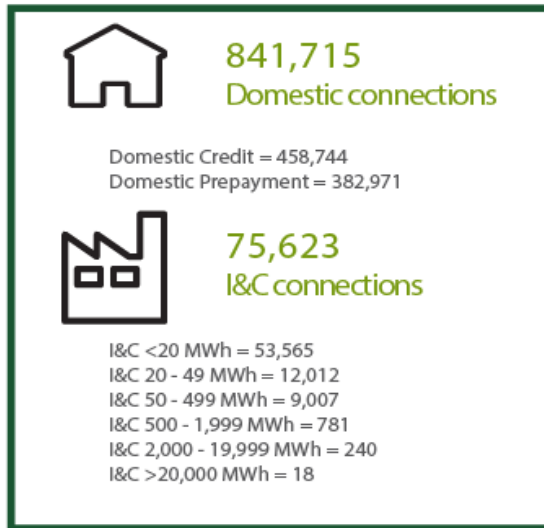 841,715
Domestic connections
Domestic Credit = 458,744
Domestic Prepayment = 382,971
75,623
I&C connections
I&C <20 MWh = 53,565
I&C 20 - 49 MWh = 12,012
I&C 50 - 499 MWh = 9,007
I&C 500 - 1,999 MWh = 781
I&C 2,000 - 19,999 MWh = 240
I&C >20,000 MWh = 18